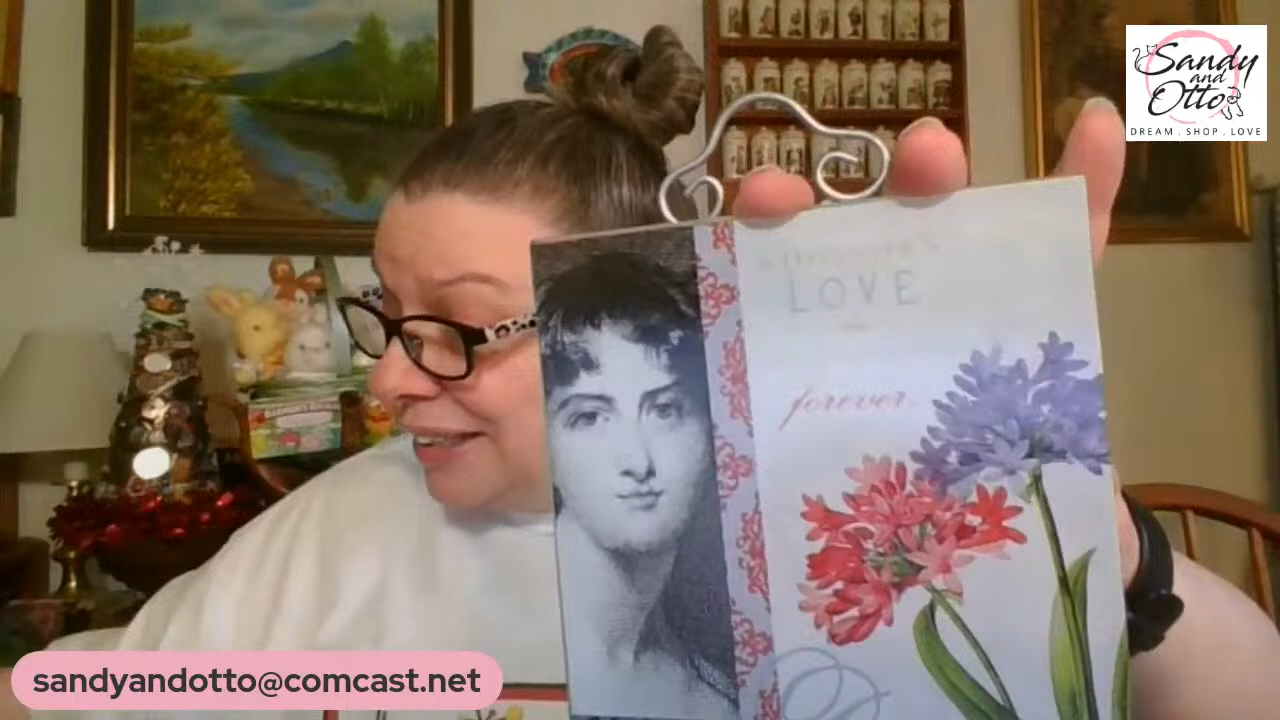 Sandy
and
Otto
DREAM . SHOP . LOVE
LOVE
forever
sandyandotto@comcast.net